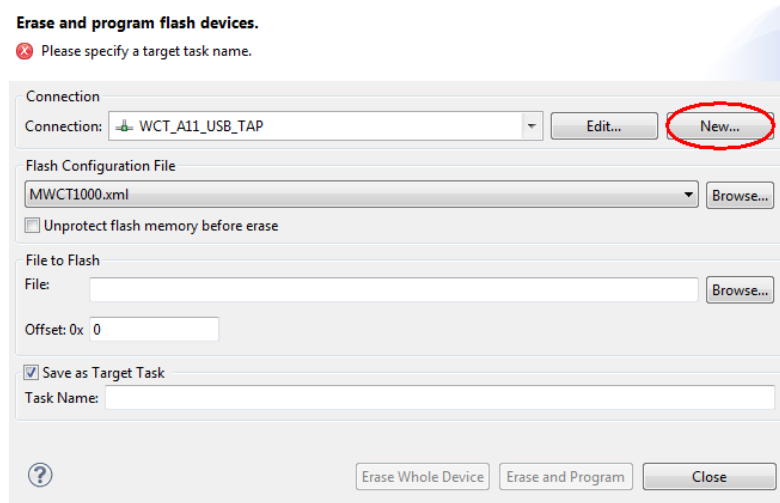 Erase and program flash devices.
Please specify a target task name.
Connection
Connection: WCT_A11_USB_TAP Edit... New...
Flash Configuration File
MWCT1000.xml Browse...
Unprotect flash memory before erase
File to Flash
File: Browse...
Offset: 0x 0
Save as Target Task
Task Name:
? Erase Whole Device Erase and Program Close